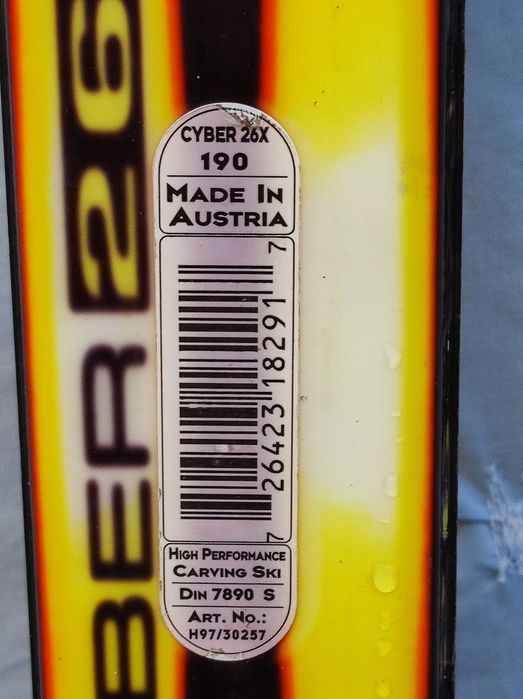 CYBER 26X
190
MADE IN
AUSTRIA
7 26423 18291 7
HIGH PERFORMANCE
CARVING SKI
DIN 7890 S
ART. NO.:
H97/30257
BER 26